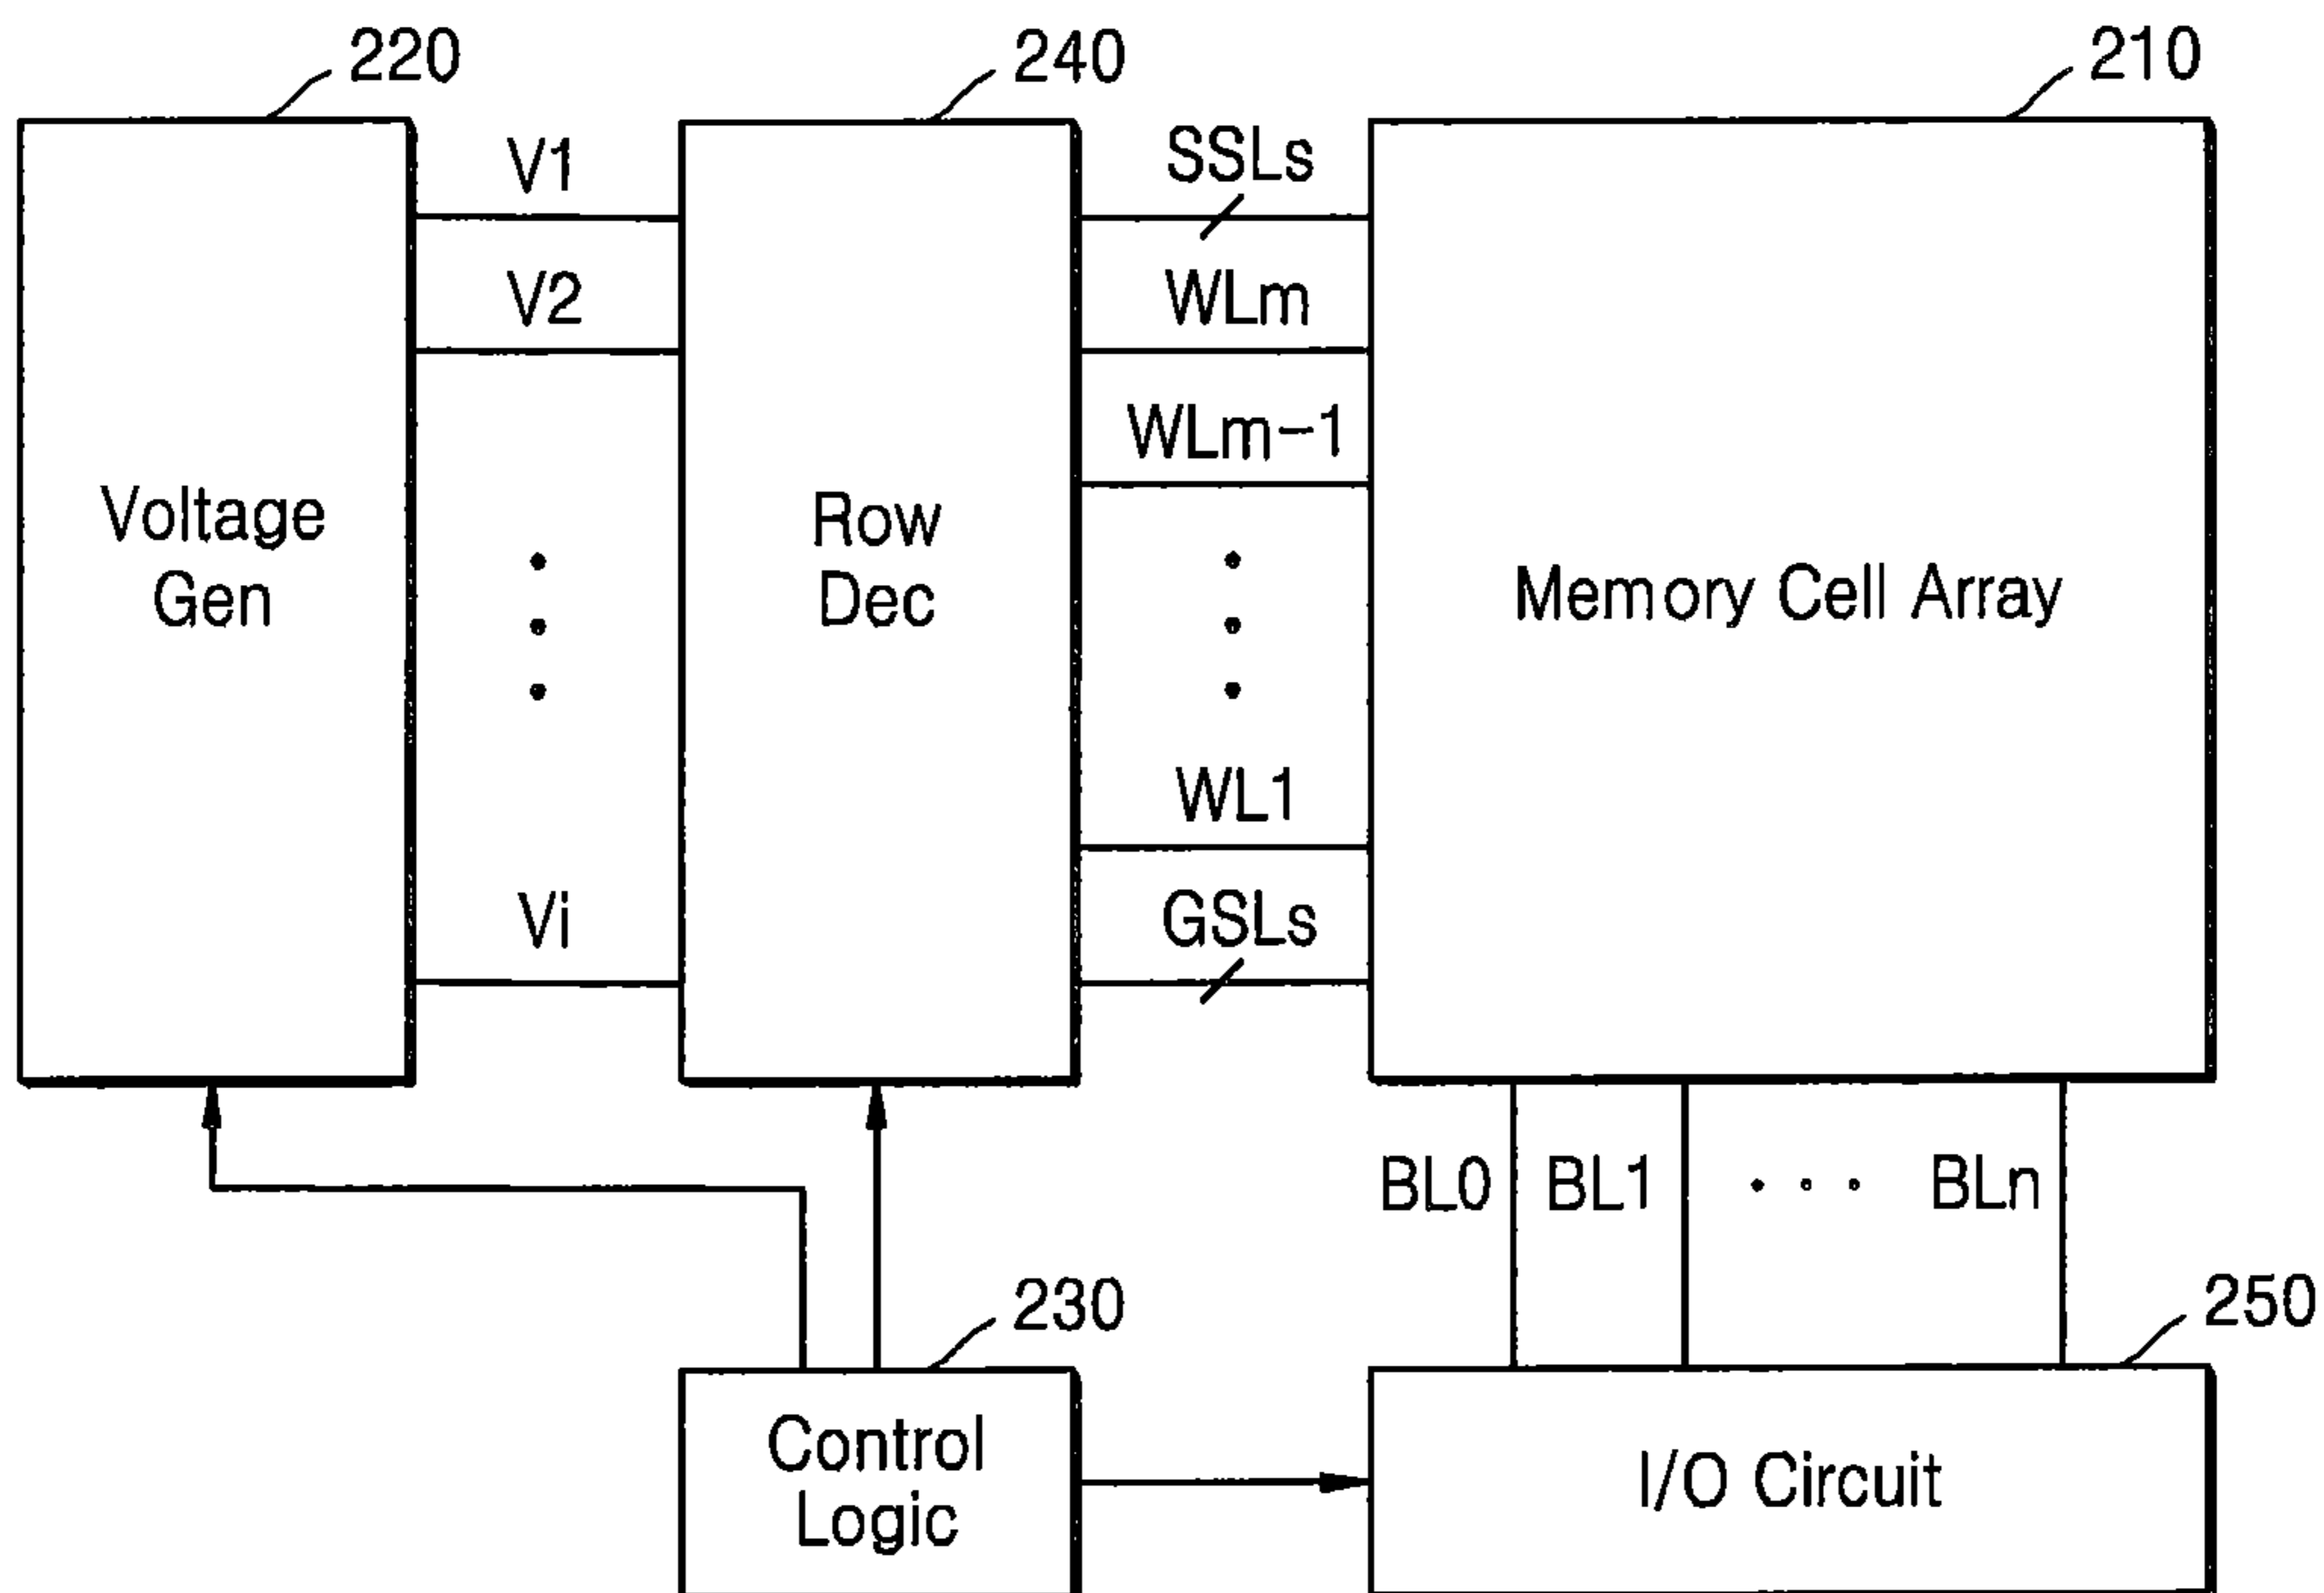 220
240
210
V1
SSLs
V2
WLm
WLm-1
Voltage
Gen
Row
Dec
Memory Cell Array
WL1
Vi
GSLs
BL0
BL1
BLn
230
250
Control
Logic
I/O Circuit